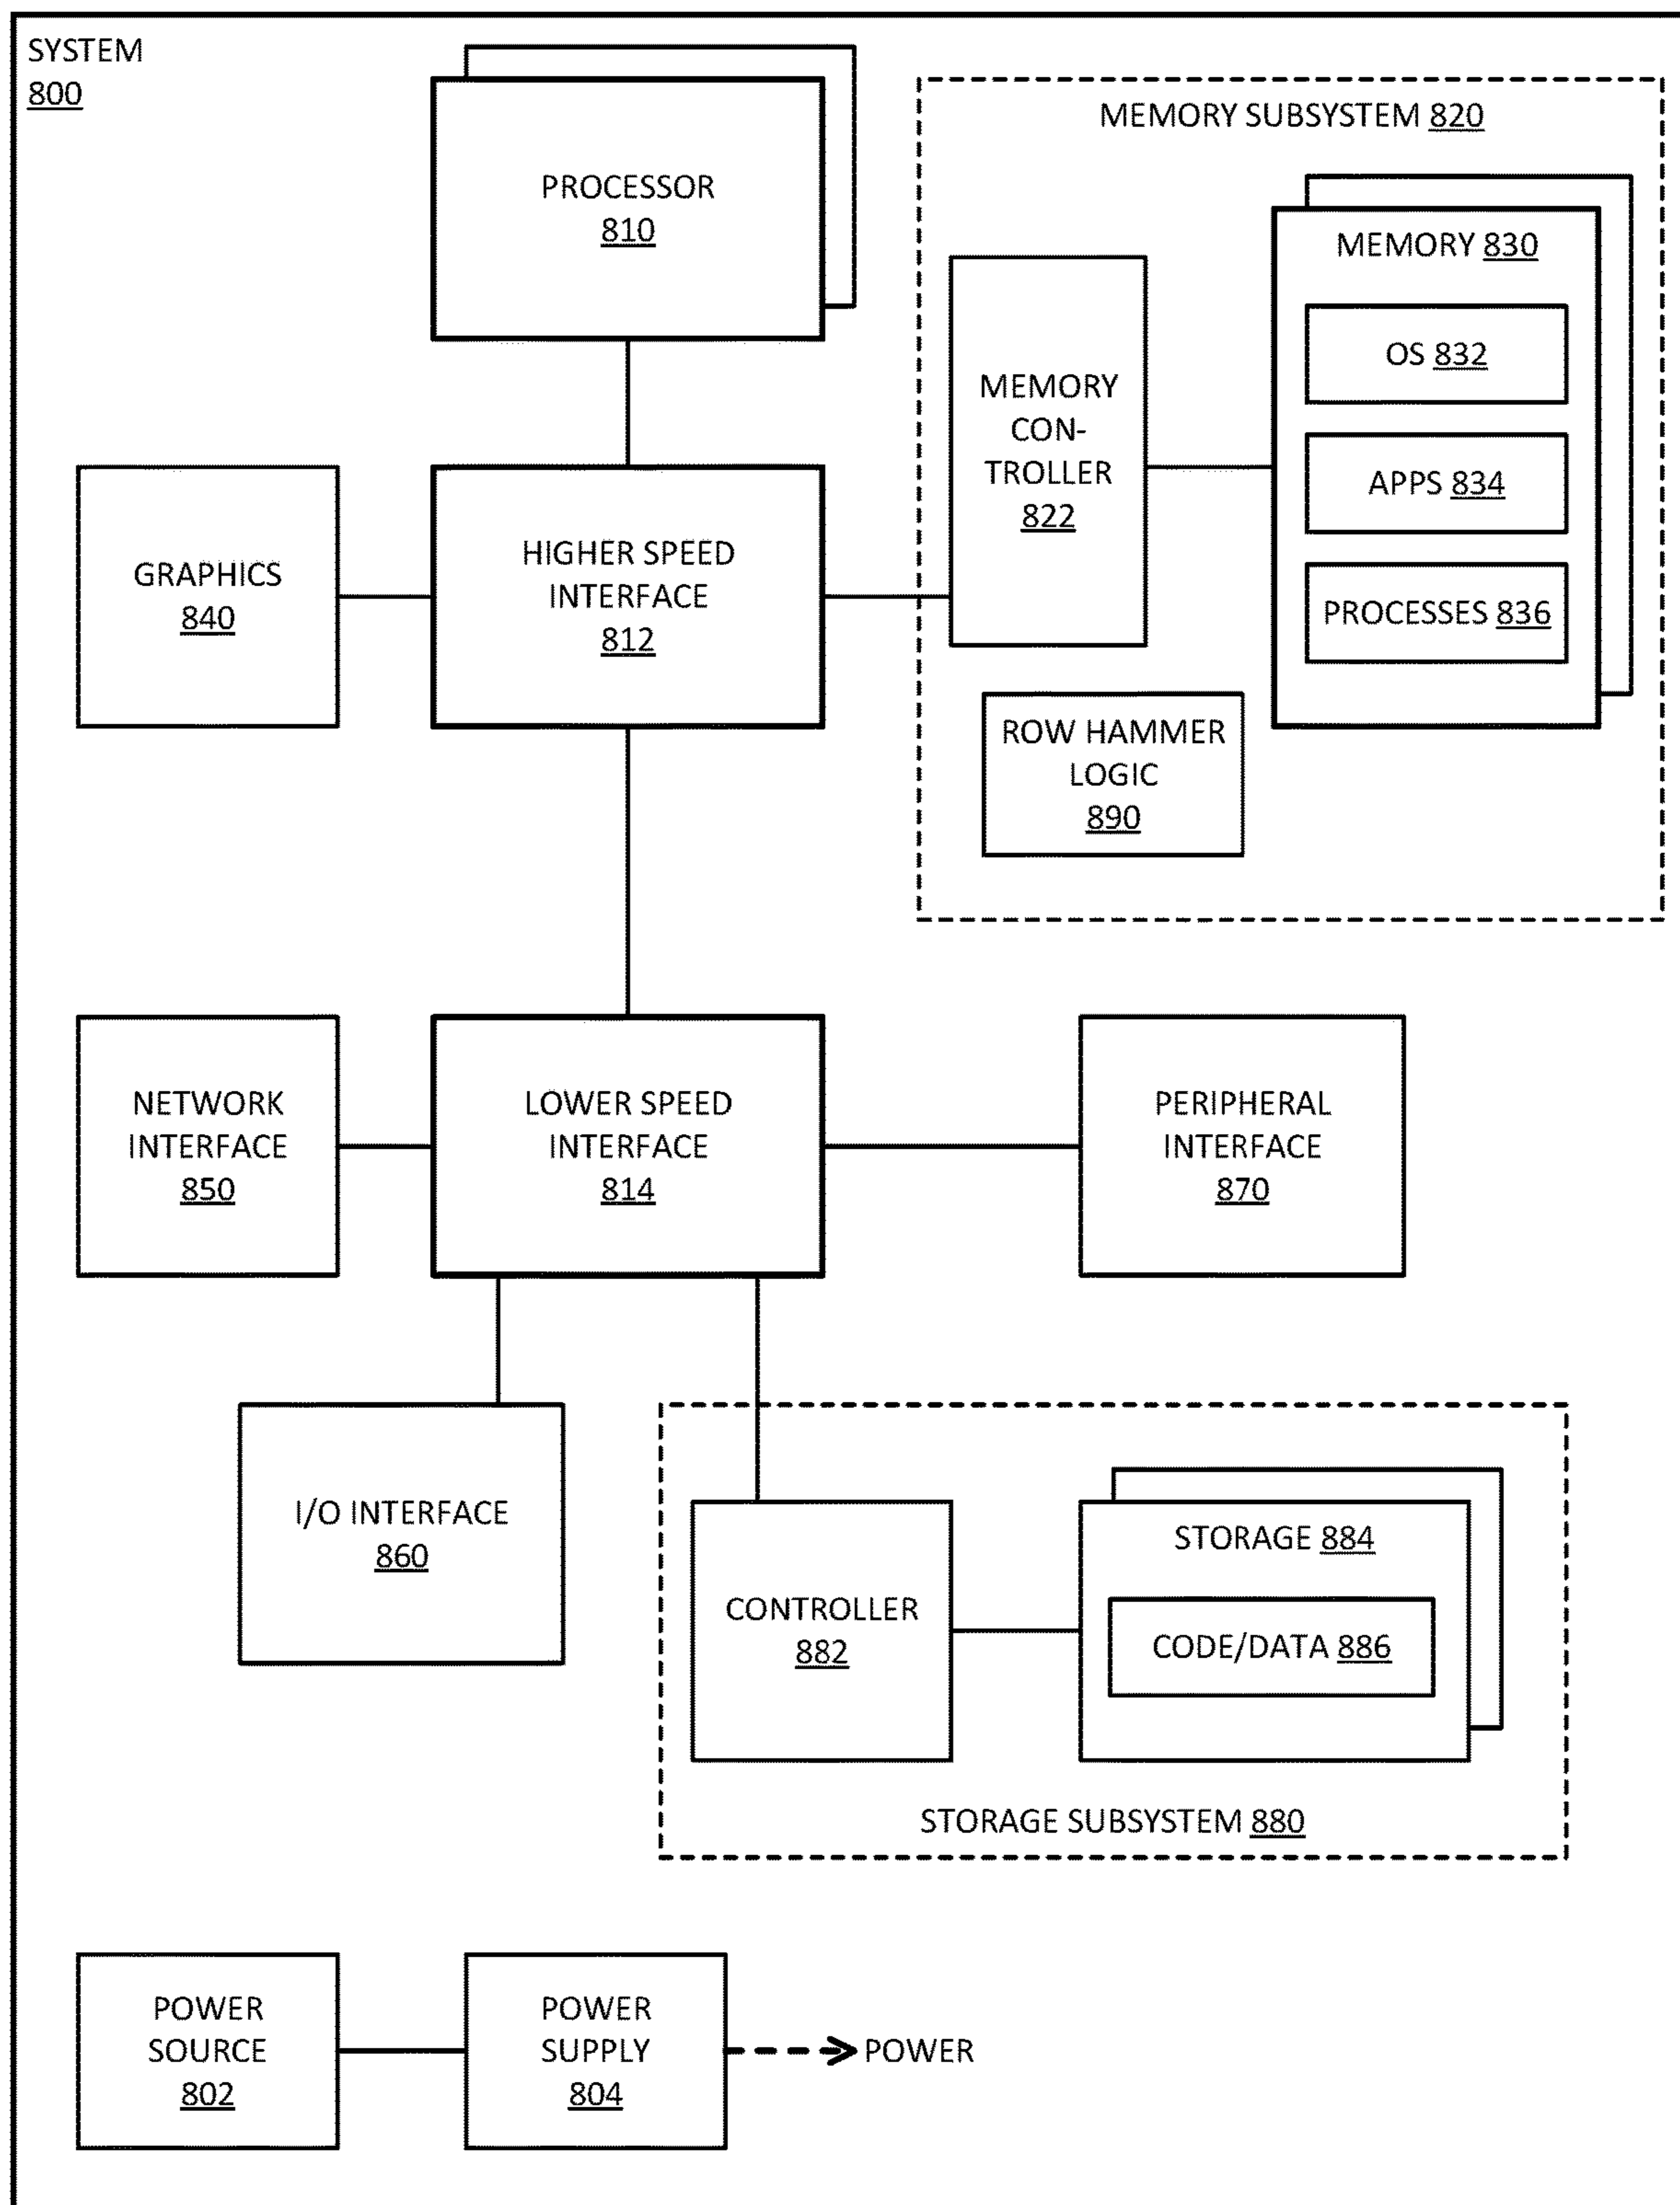 SYSTEM
800
PROCESSOR
810
MEMORY SUBSYSTEM 820
MEMORY
CON-
TROLLER
822
MEMORY 830
OS 832
APPS 834
PROCESSES 836
GRAPHICS
840
HIGHER SPEED
INTERFACE
812
ROW HAMMER
LOGIC
890
NETWORK
INTERFACE
850
LOWER SPEED
INTERFACE
814
PERIPHERAL
INTERFACE
870
I/O INTERFACE
860
CONTROLLER
882
STORAGE 884
CODE/DATA 886
STORAGE SUBSYSTEM 880
POWER
SOURCE
802
POWER
SUPPLY
804
POWER